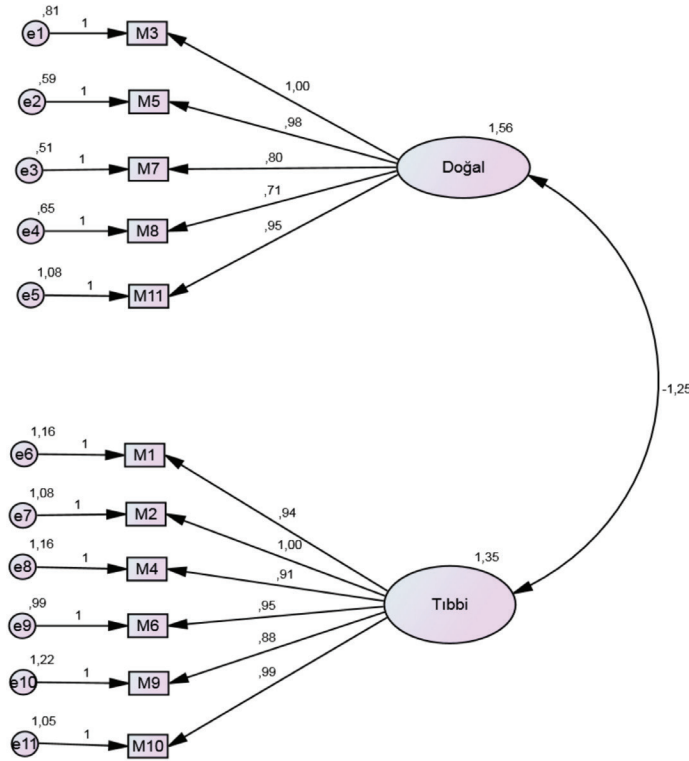 ,81
e1 1 M3
1,00
,59
e2 1 M5
,98
,51
e3 1 M7
,80
1,56
Doğal
,65
e4 1 M8
,71
1,08
e5 1 M11
,95
-1,25
1,16
e6 1 M1
,94
1,08
e7 1 M2
1,00
1,16
e8 1 M4
,91
1,35
Tıbbi
,99
e9 1 M6
,95
1,22
e10 1 M9
,88
1,05
e11 1 M10
,99